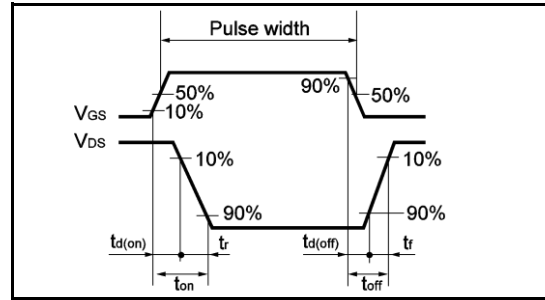 Pulse width
90%
50%
50%
10%
VGS
VDS
10%
10%
90%
90%
td(on)
tr
td(off)
tf
ton
toff